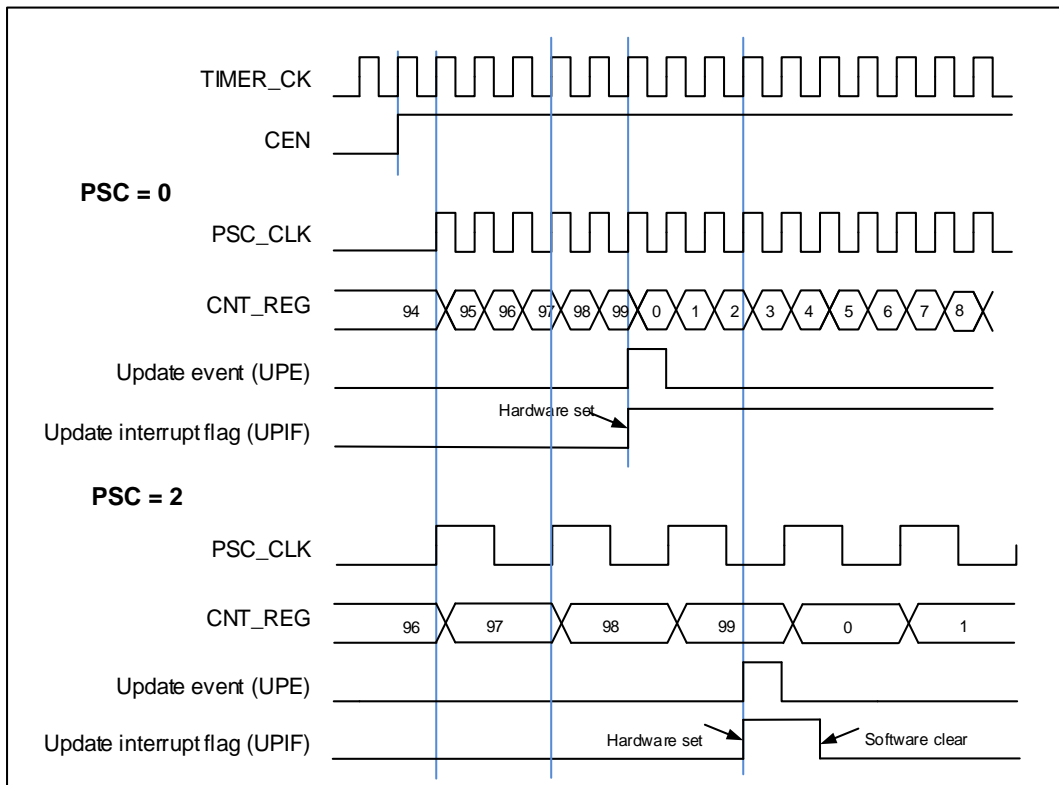 TIMER_CK
CEN
PSC = 0
PSC_CLK
CNT_REG 94 95 96 97 98 99 0 1 2 3 4 5 6 7 8
Update event (UPE)
Hardware set
Update interrupt flag (UPIF)
PSC = 2
PSC_CLK
CNT_REG 96 97 98 99 0 1
Update event (UPE)
Update interrupt flag (UPIF) Hardware set Software clear